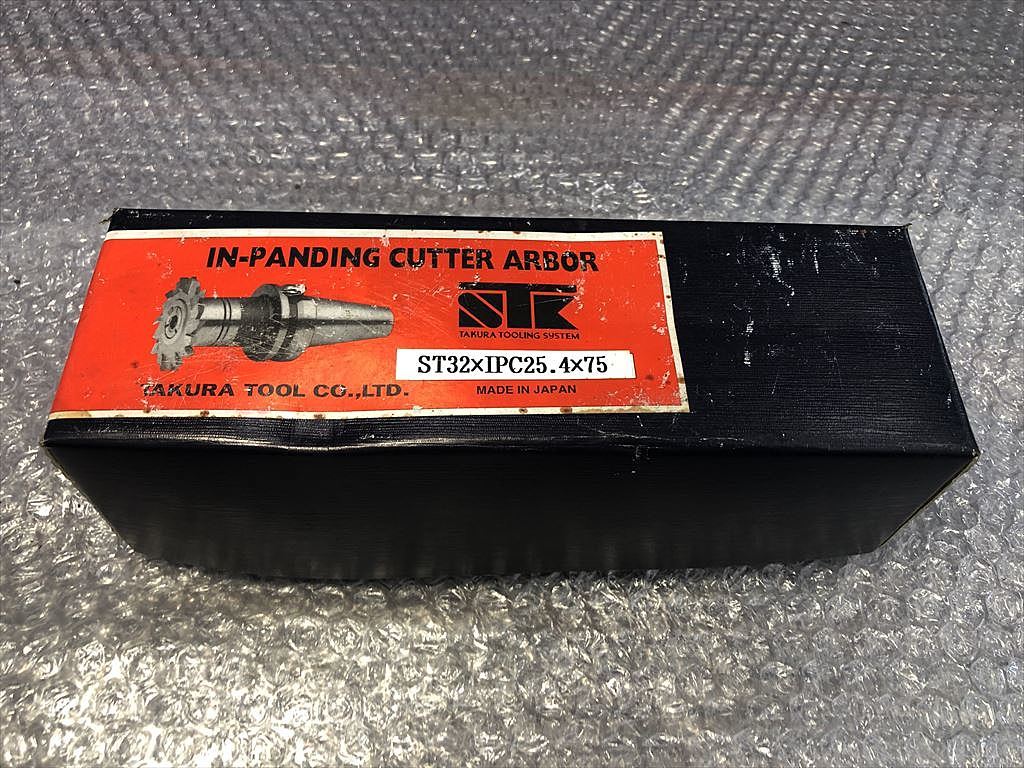 IN-PANDING CUTTER ARBOR
STK
TAKURA TOOLING SYSTEM
ST32×IPC25.4×75
TAKURA TOOL CO.,LTD.
MADE IN JAPAN